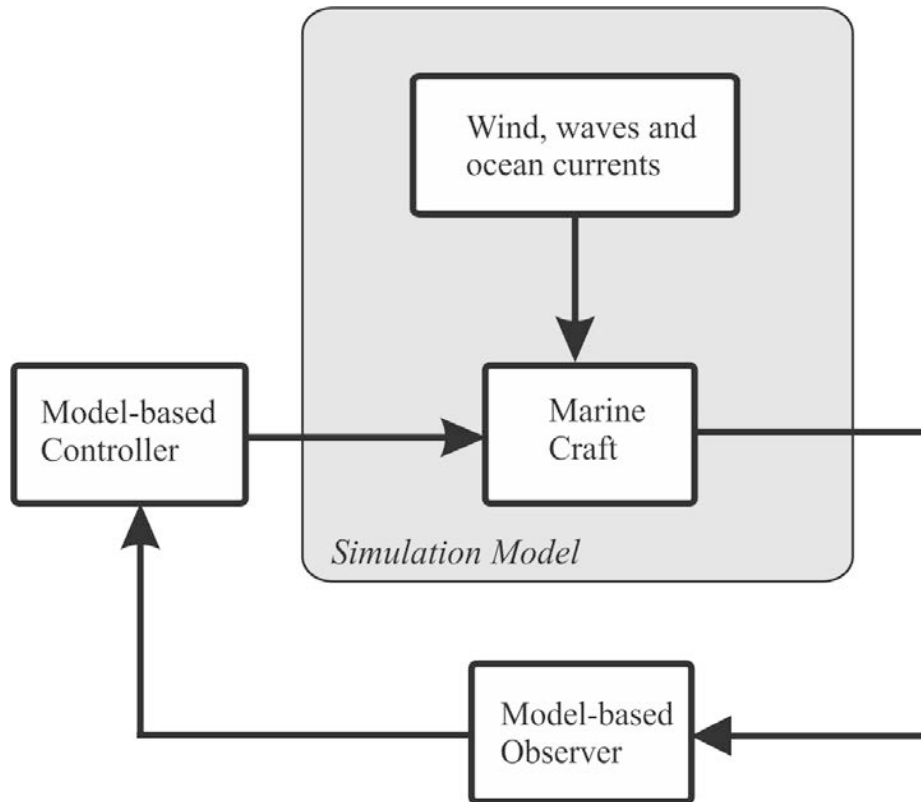 Wind, waves and
ocean currents
Model-based
Controller
Marine
Craft
Simulation Model
Model-based
Observer